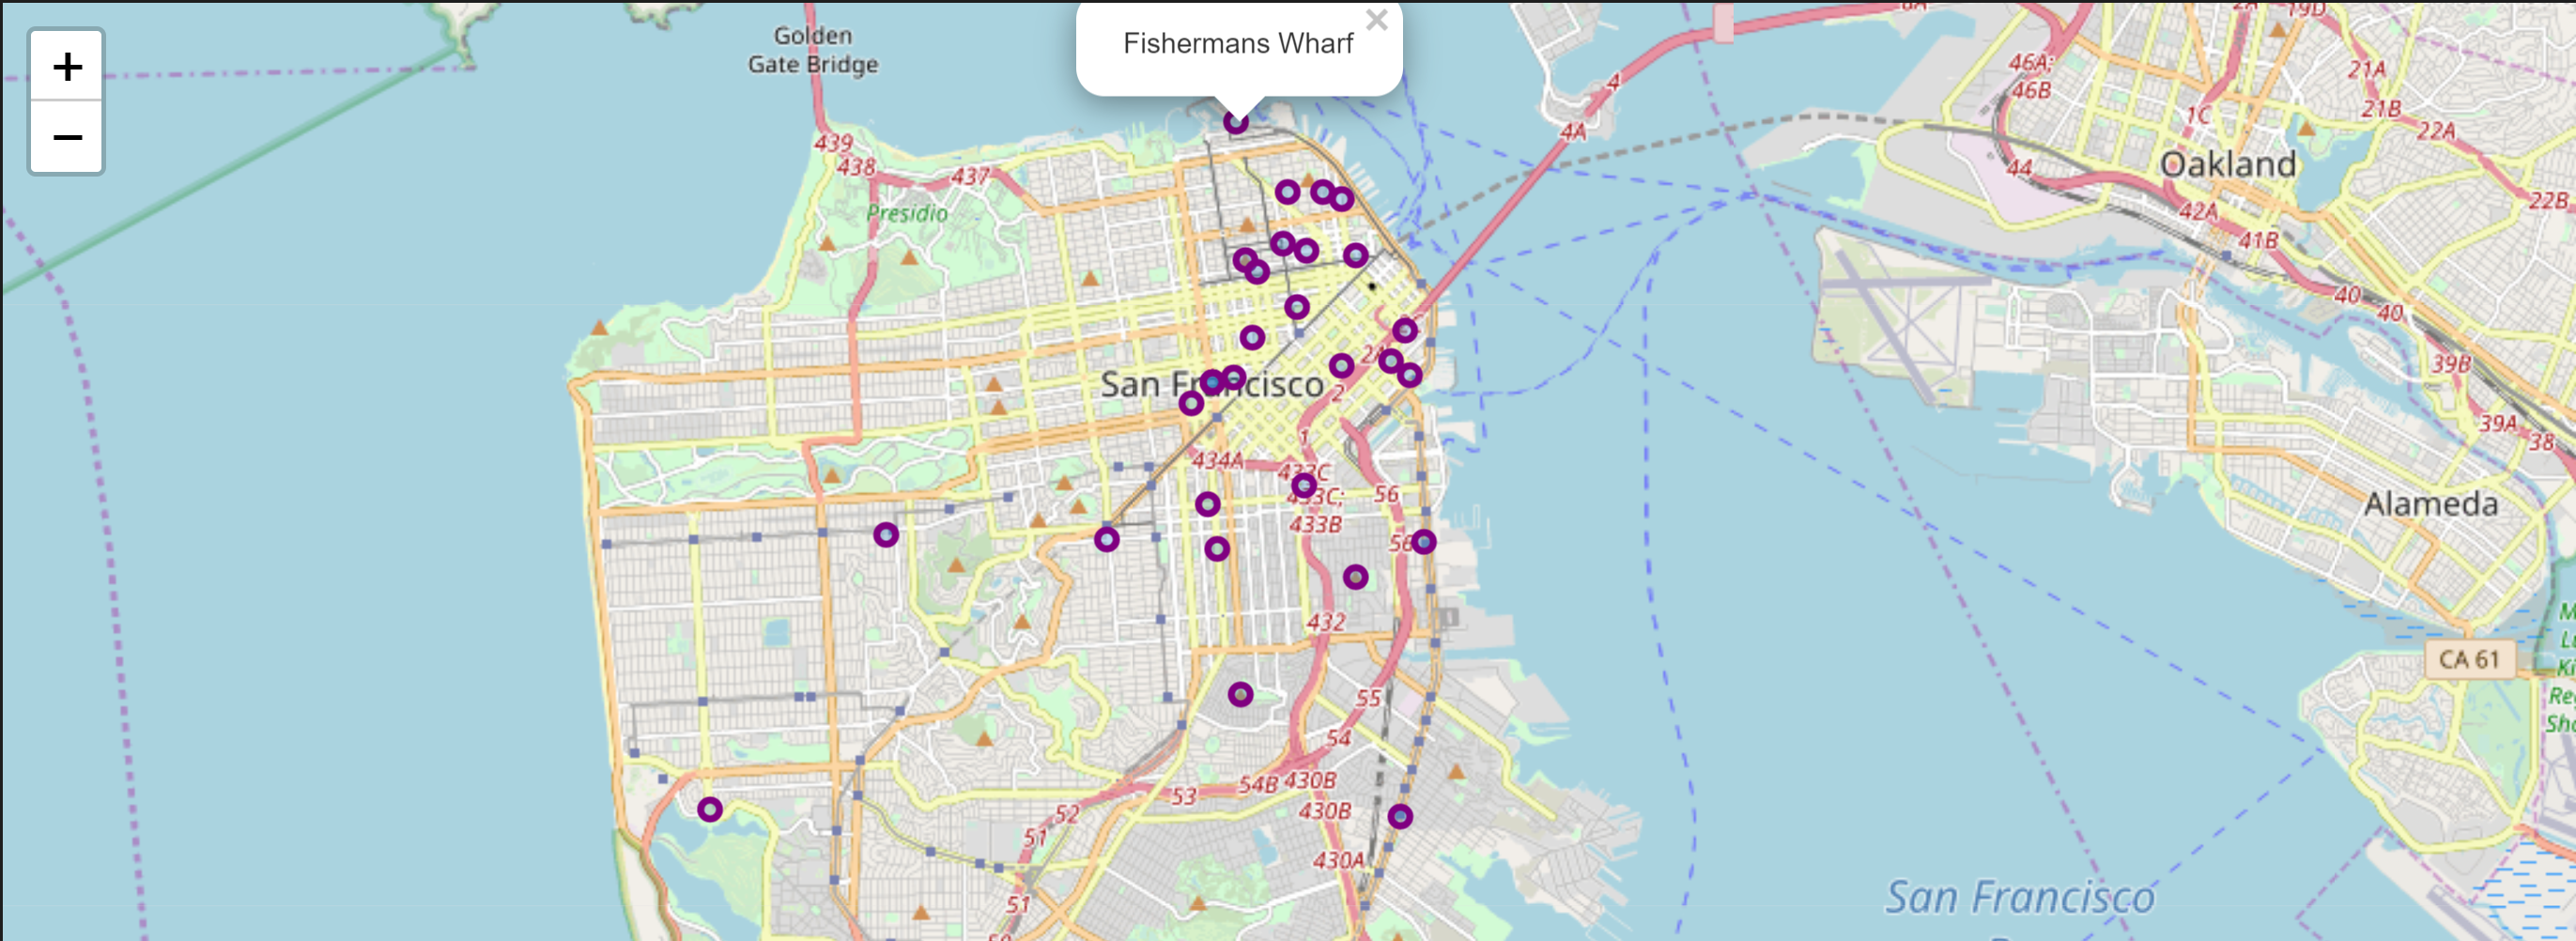 +
−
Golden
Gate Bridge
Fishermans Wharf
×
8A
2A
19D
46A;
46B
21A
21B
1C
22A
4
4A
439
438
437
Presidio
Oakland
44
22B
42A
41B
40
40
39B
2
San Francisco
39A
38
1
434A
433C
433C;
433B
56
56
Alameda
432
CA 61
55
54
54B
430B
53
52
430B
51
430A
51
San Francisco